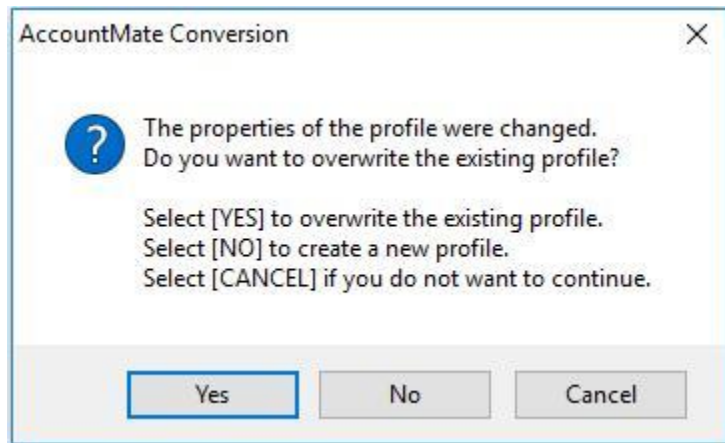 AccountMate Conversion
The properties of the profile were changed.
Do you want to overwrite the existing profile?
Select [YES] to overwrite the existing profile.
Select [NO] to create a new profile.
Select [CANCEL] if you do not want to continue.
Yes No Cancel